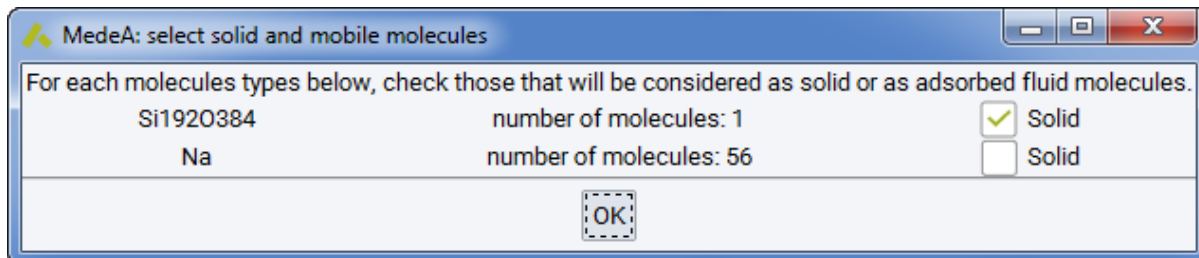 MedeA: select solid and mobile molecules
For each molecules types below, check those that will be considered as solid or as adsorbed fluid molecules.
Si192O384 number of molecules: 1 Solid
Na number of molecules: 56 Solid
OK